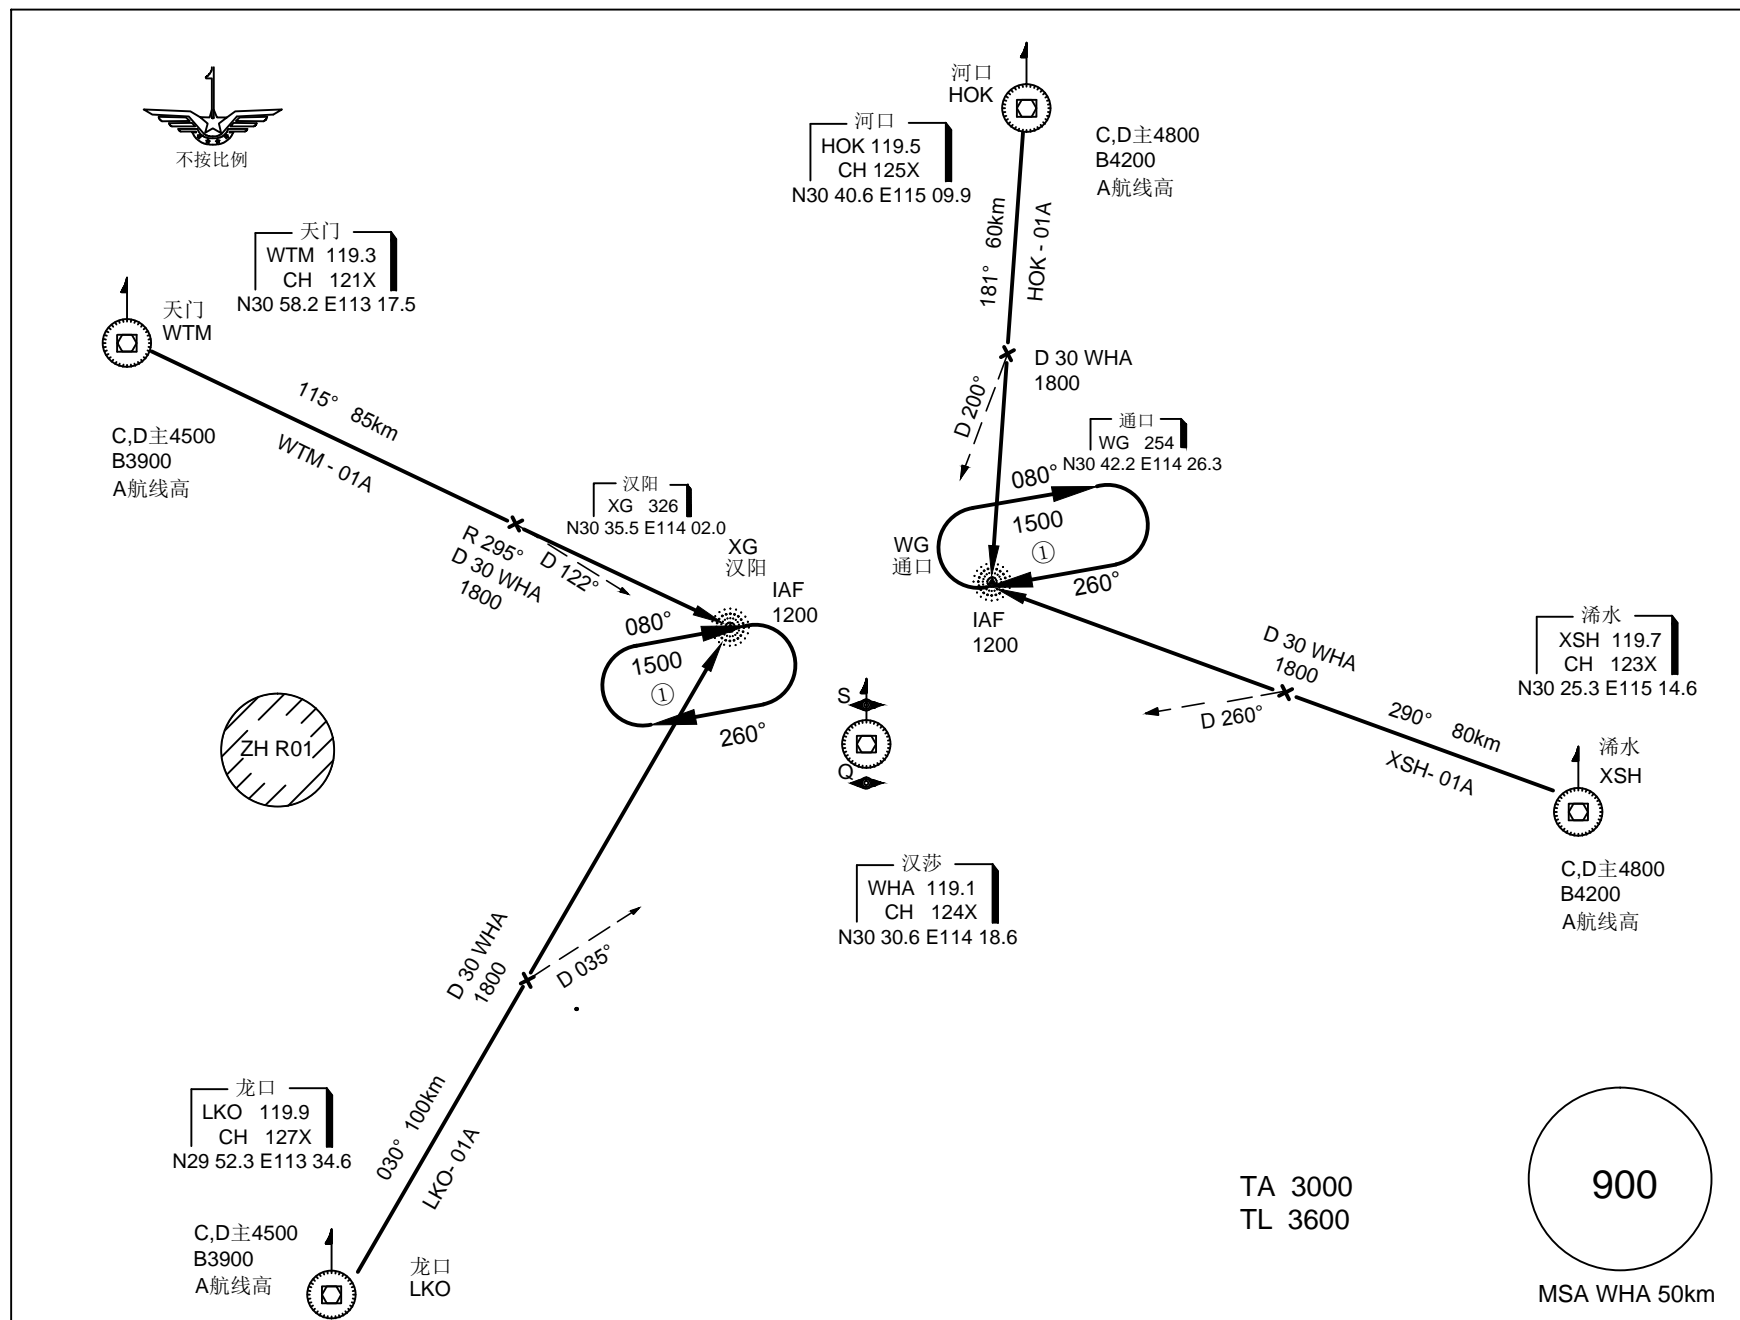 不按比例
河口
HOK
河口
HOK 119.5
CH 125X
N30 40.6 E115 09.9
C,D主4800
B4200
A航线高
181° 60km
HOK - 01A
D 30 WHA
1800
D 200°
天门
WTM 119.3
CH 121X
N30 58.2 E113 17.5
天门
WTM
C,D主4500
B3900
A航线高
115° 85km
WTM - 01A
R 295°
D 30 WHA
1800
D 122°
汉阳
XG 326
N30 35.5 E114 02.0
XG
汉阳
IAF
1200
080°
1500
①
260°
通口
WG 254
N30 42.2 E114 26.3
WG
通口
080°
1500
①
260°
IAF
1200
D 30 WHA
1800
D 260°
290° 80km
XSH- 01A
浠水
XSH 119.7
CH 123X
N30 25.3 E115 14.6
浠水
XSH
C,D主4800
B4200
A航线高
ZH R01
S
Q
汉莎
WHA 119.1
CH 124X
N30 30.6 E114 18.6
D 30 WHA
1800
D 035°
030° 100km
LKO- 01A
龙口
LKO 119.9
CH 127X
N29 52.3 E113 34.6
C,D主4500
B3900
A航线高
龙口
LKO
TA 3000
TL 3600
900
MSA WHA 50km